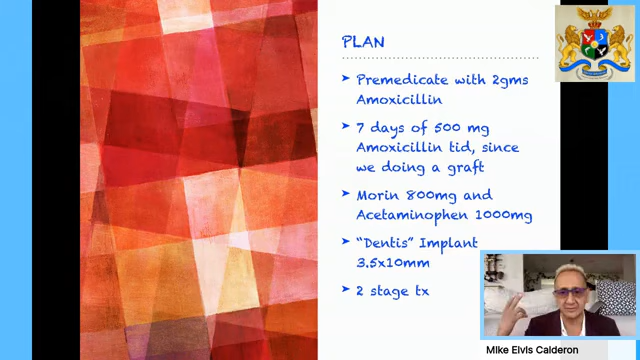 PLAN
Premedicate with 2gms
Amoxicillin
7 days of 500 mg
Amoxicillin tid, since
we doing a graft
Morin 800mg and
Acetaminophen 1000mg
"Dentis" Implant
3.5x10mm
2 stage tx
Mike Elvis Calderon